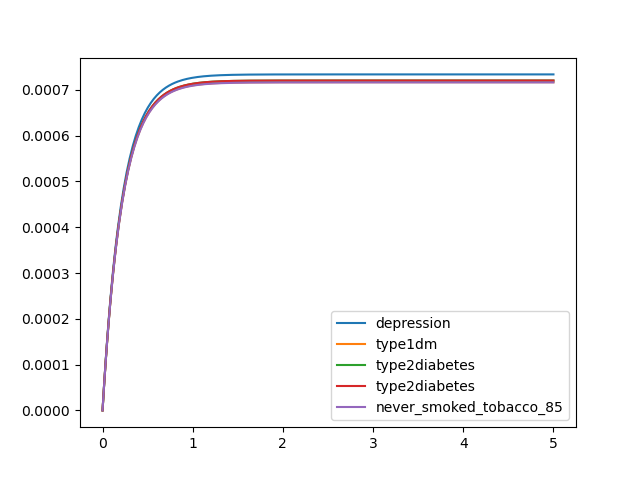 0.0007
0.0006
0.0005
0.0004
0.0003
0.0002
0.0001
0.0000
0 1 2 3 4 5
depression
type1dm
type2diabetes
type2diabetes
never_smoked_tobacco_85